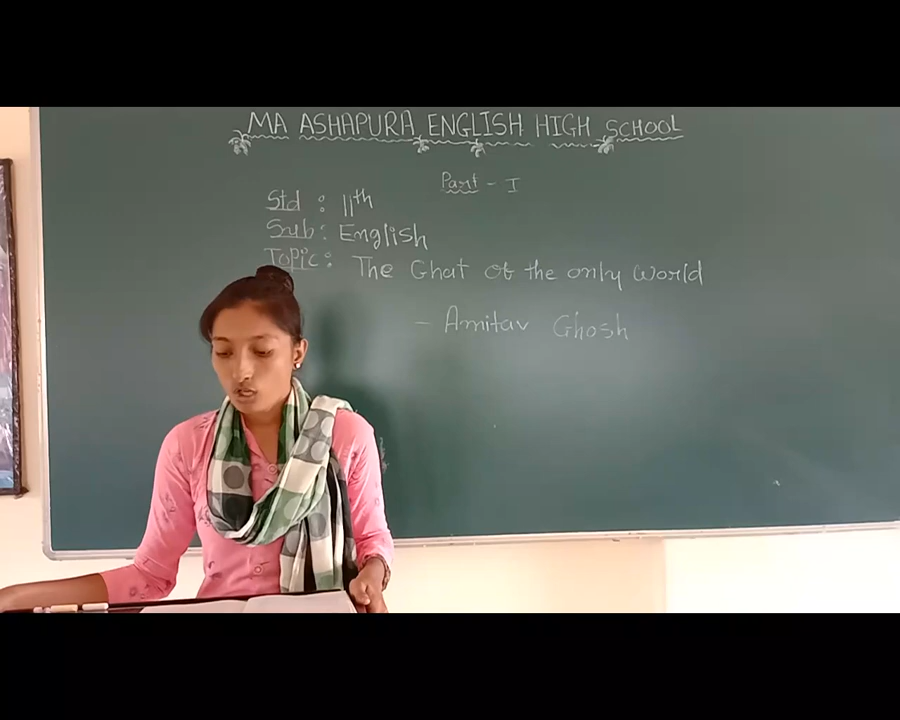 MA ASHAPURA ENGLISH HIGH SCHOOL
Part - I
Std : 11th
Sub : English
Topic : The Ghat of the only world
- Amitav Ghosh